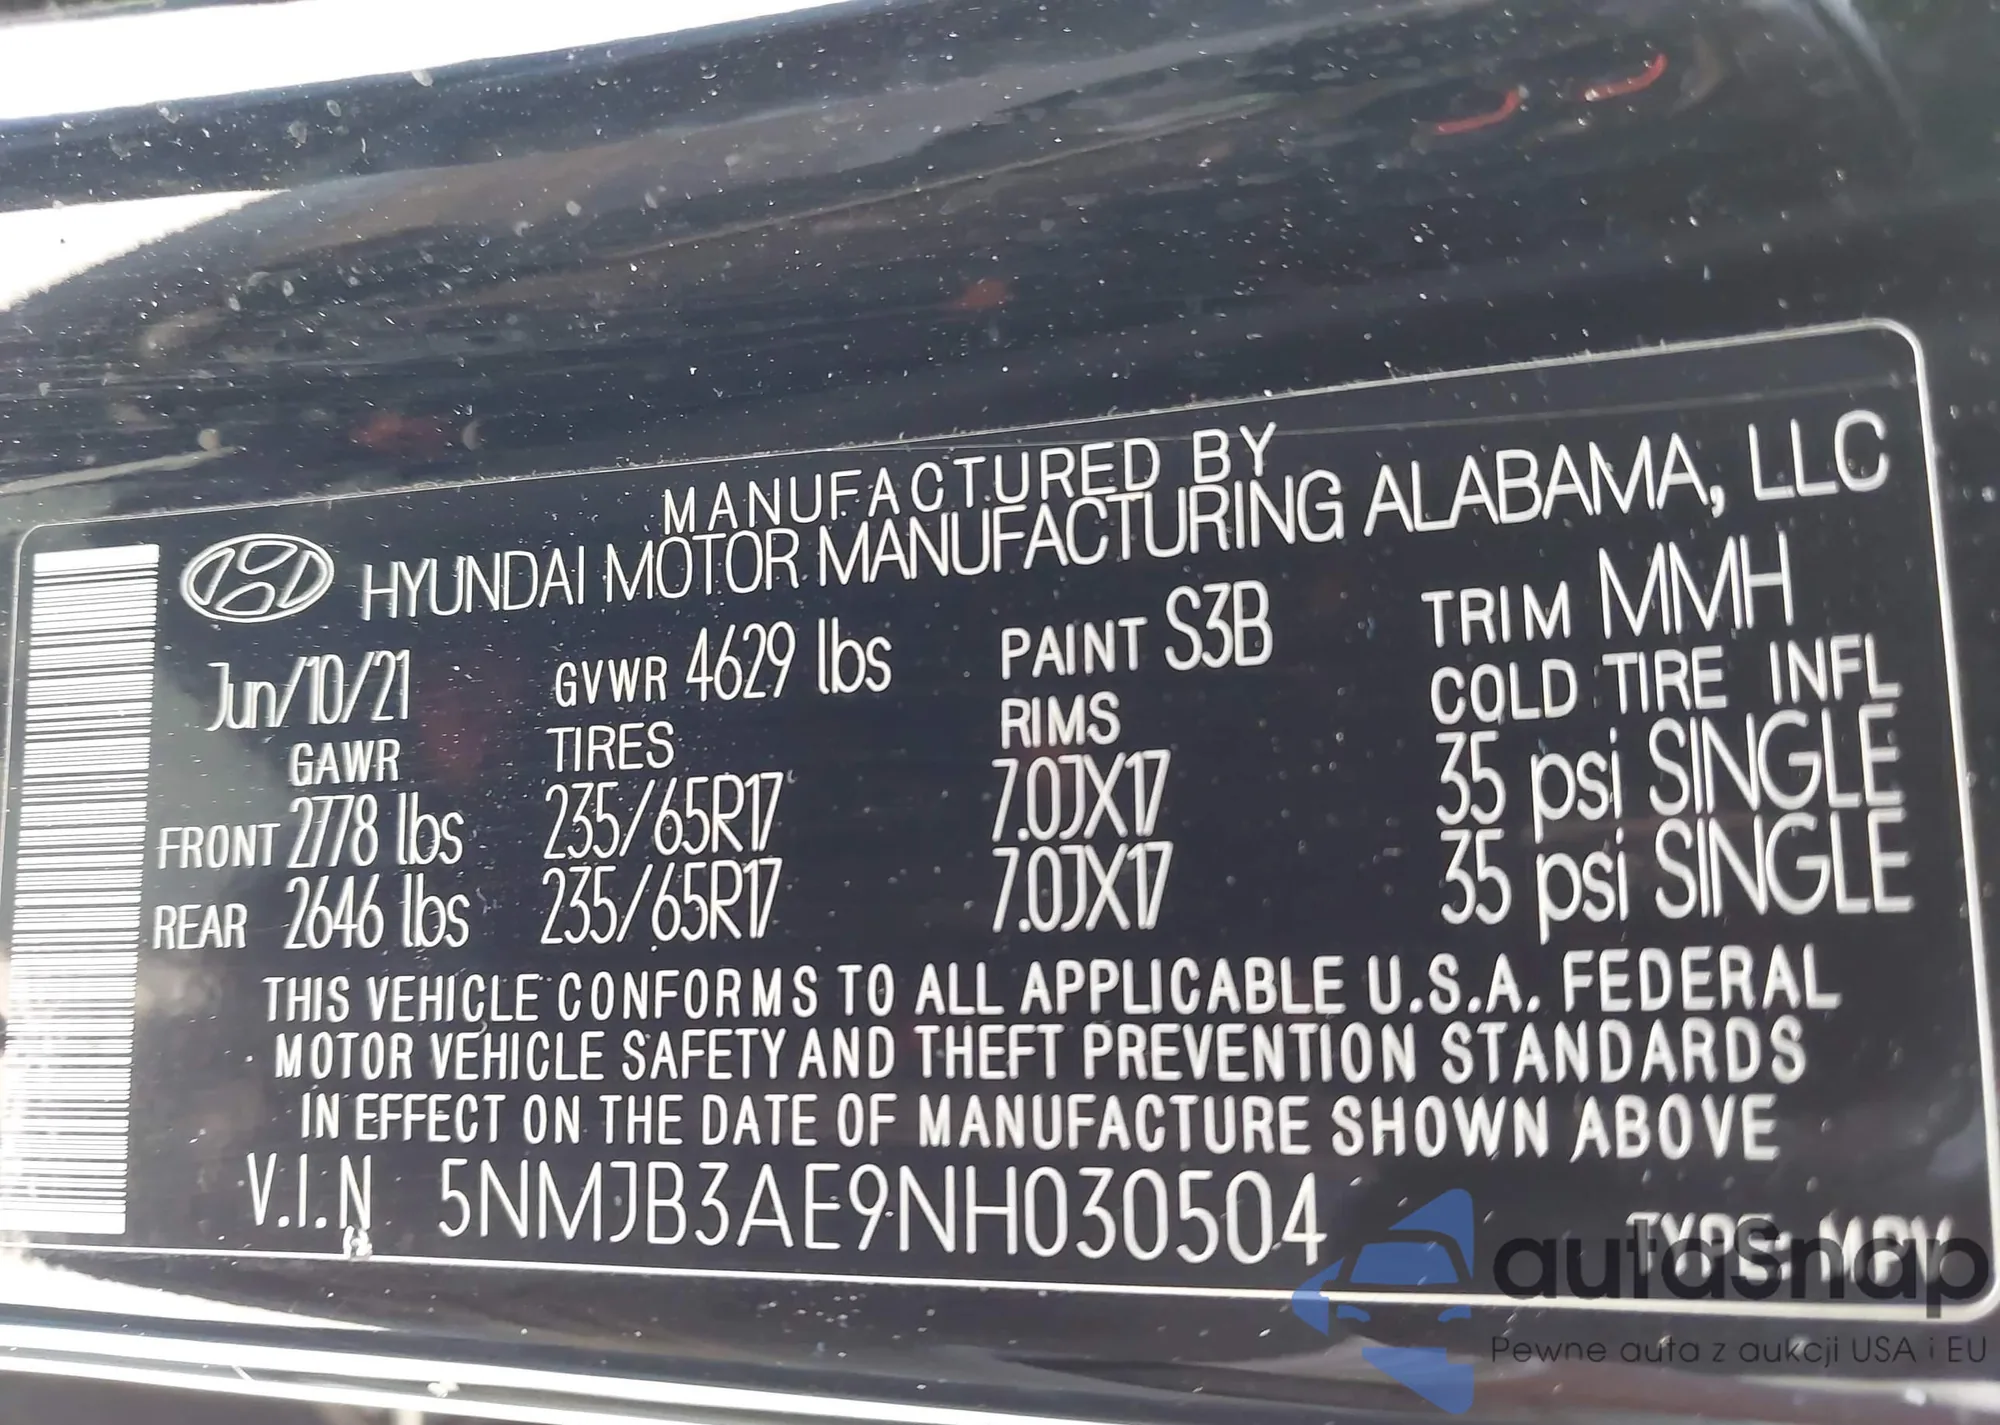 MANUFACTURED BY
HYUNDAI MOTOR MANUFACTURING ALABAMA, LLC
Jun/10/21 GVWR 4629 lbs PAINT S3B TRIM MMH
GAWR TIRES RIMS COLD TIRE INFL
FRONT 2778 lbs 235/65R17 7.0JX17 35 psi SINGLE
REAR 2646 lbs 235/65R17 7.0JX17 35 psi SINGLE
THIS VEHICLE CONFORMS TO ALL APPLICABLE U.S.A. FEDERAL
MOTOR VEHICLE SAFETY AND THEFT PREVENTION STANDARDS
IN EFFECT ON THE DATE OF MANUFACTURE SHOWN ABOVE
V.I.N 5NMJB3AE9NH030504 TYPE: MPV
autaSnap
Pewne auta z aukcji USA i EU